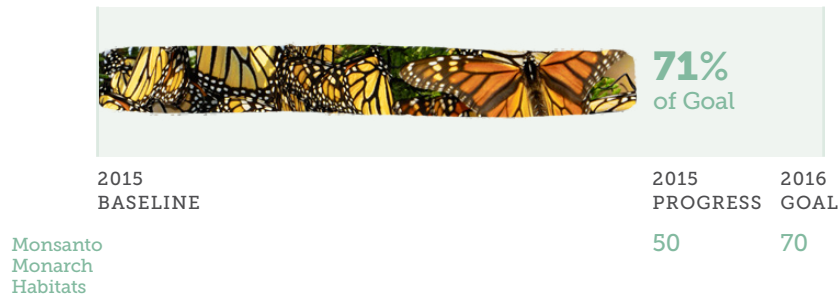 71%
of Goal
2015
BASELINE
2015
PROGRESS
2016
GOAL
Monsanto
Monarch
Habitats
50
70